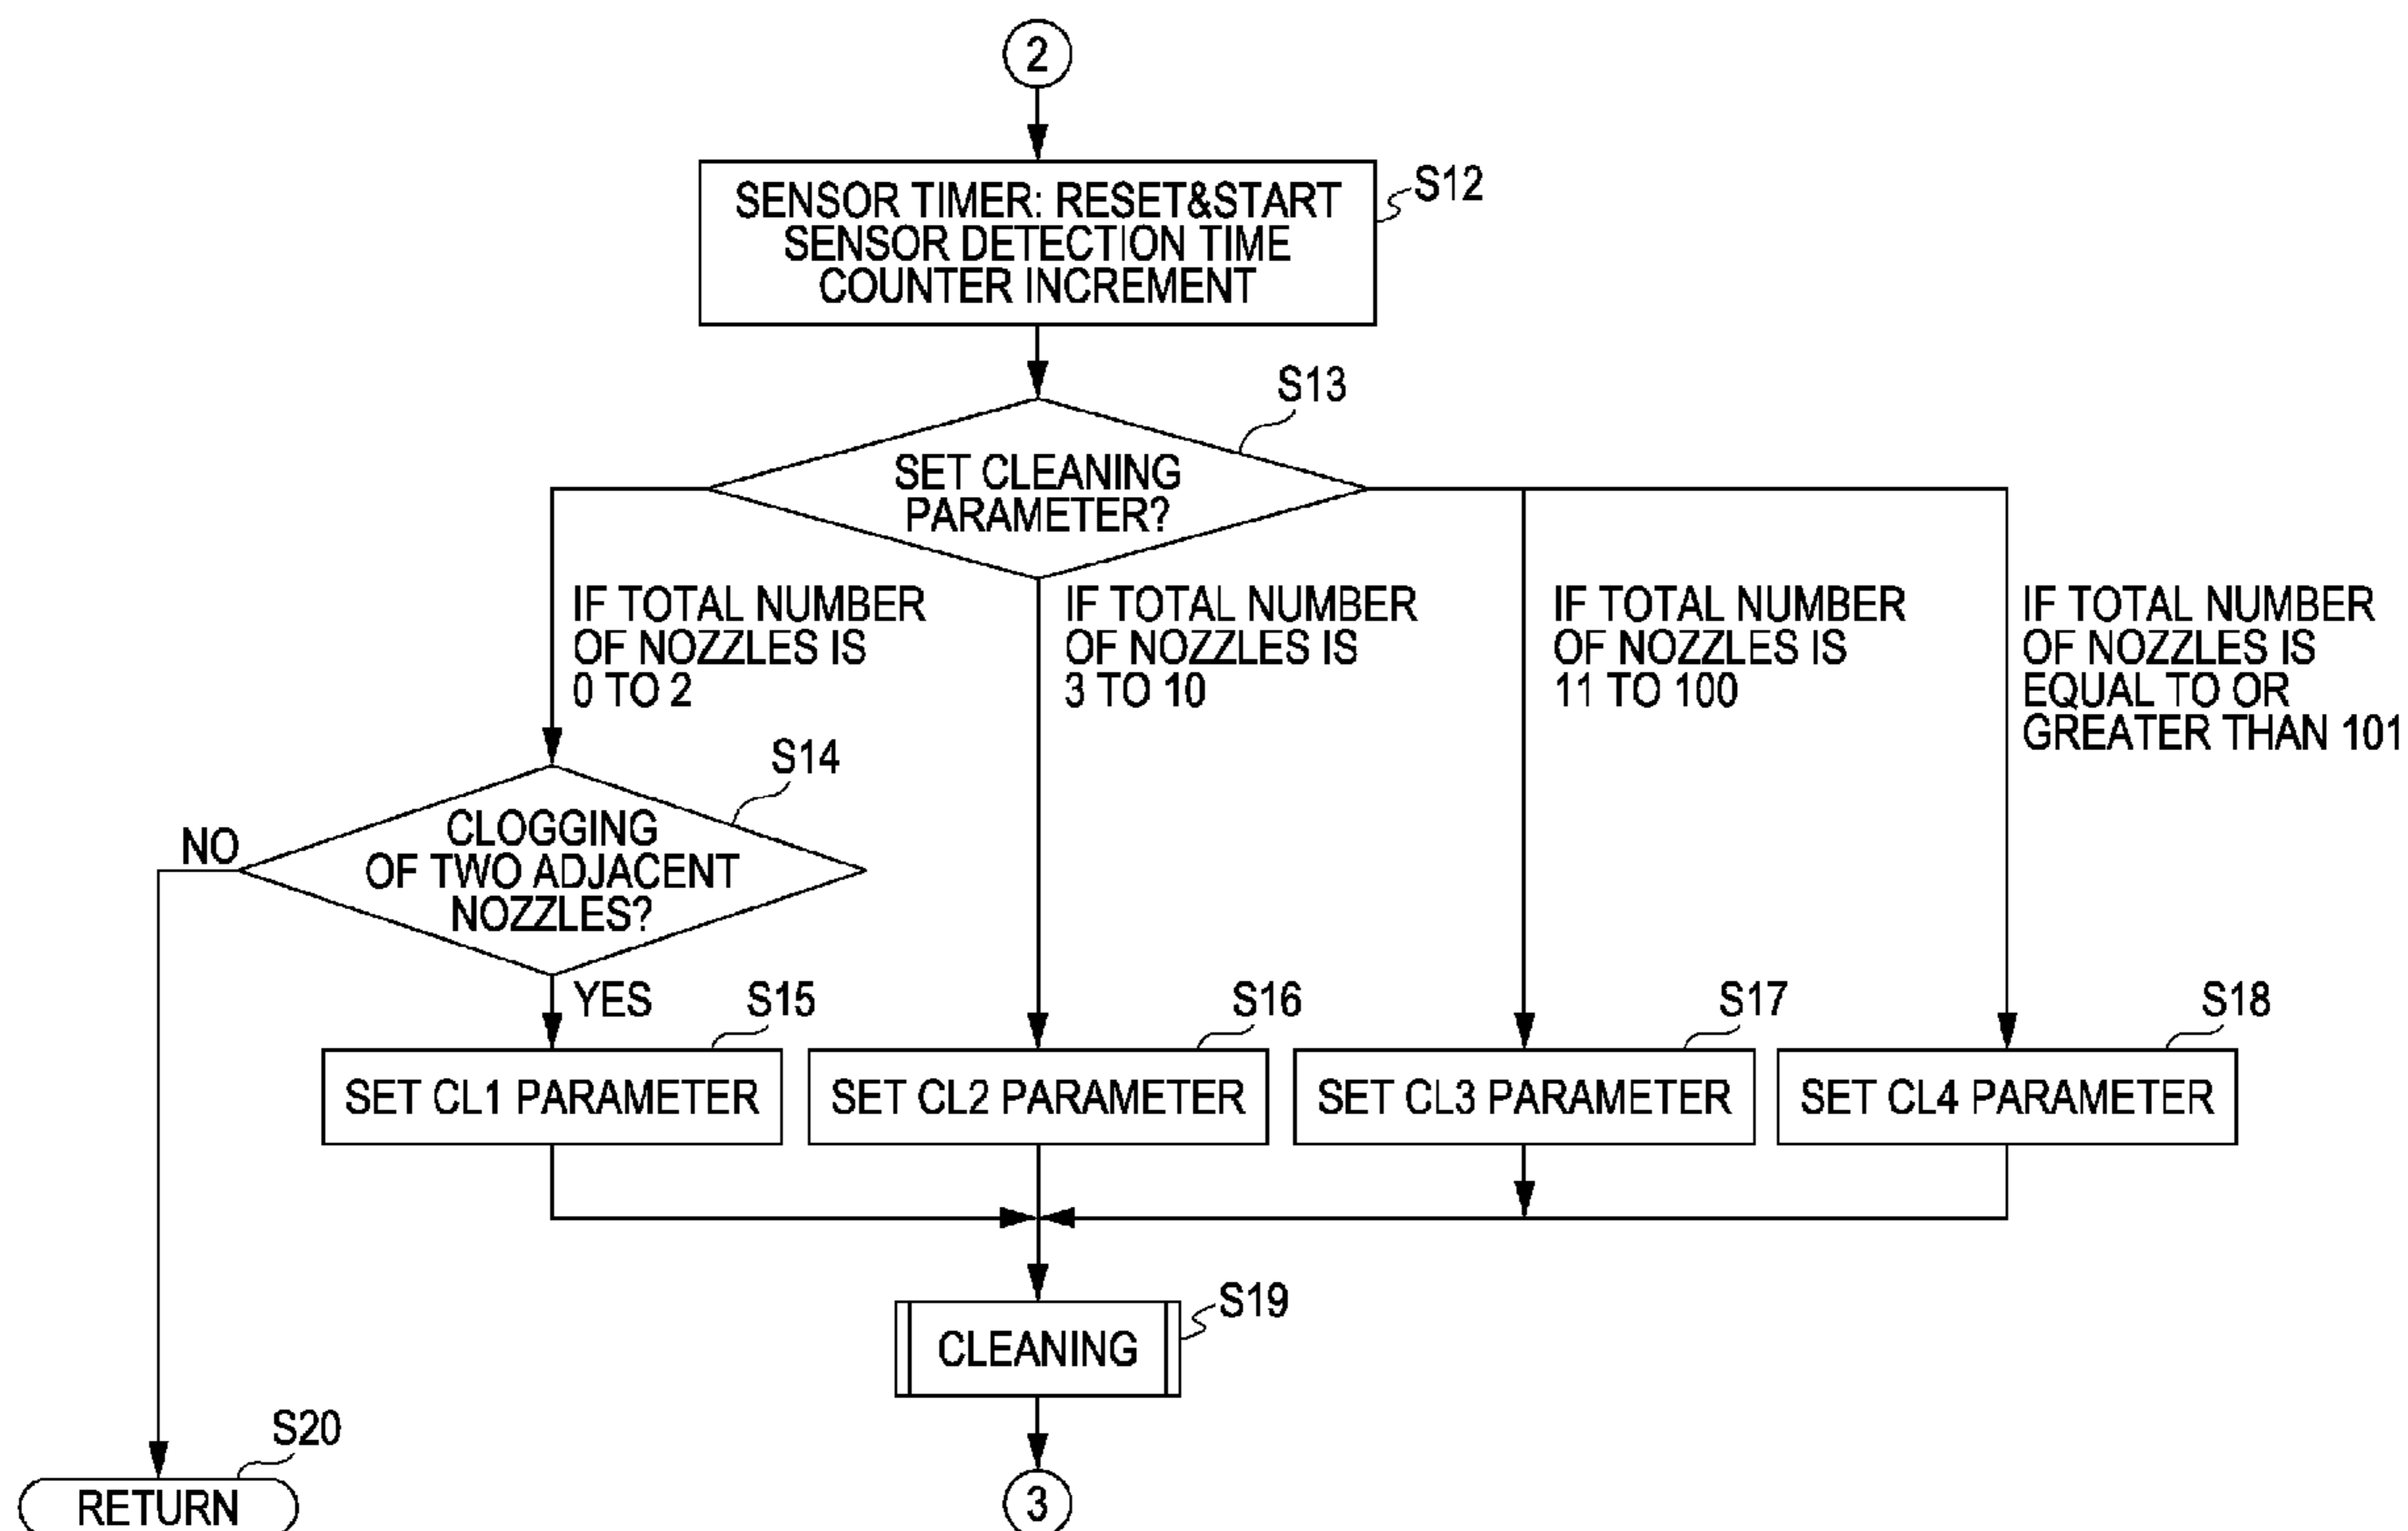 2
SENSOR TIMER: RESET&START
SENSOR DETECTION TIME
COUNTER INCREMENT
S12
S13
SET CLEANING
PARAMETER?
IF TOTAL NUMBER
OF NOZZLES IS
0 TO 2
IF TOTAL NUMBER
OF NOZZLES IS
3 TO 10
IF TOTAL NUMBER
OF NOZZLES IS
11 TO 100
IF TOTAL NUMBER
OF NOZZLES IS
EQUAL TO OR
GREATER THAN 101
S14
CLOGGING
OF TWO ADJACENT
NOZZLES?
NO
YES
S15
SET CL1 PARAMETER
S16
SET CL2 PARAMETER
S17
SET CL3 PARAMETER
S18
SET CL4 PARAMETER
S19
CLEANING
S20
RETURN
3